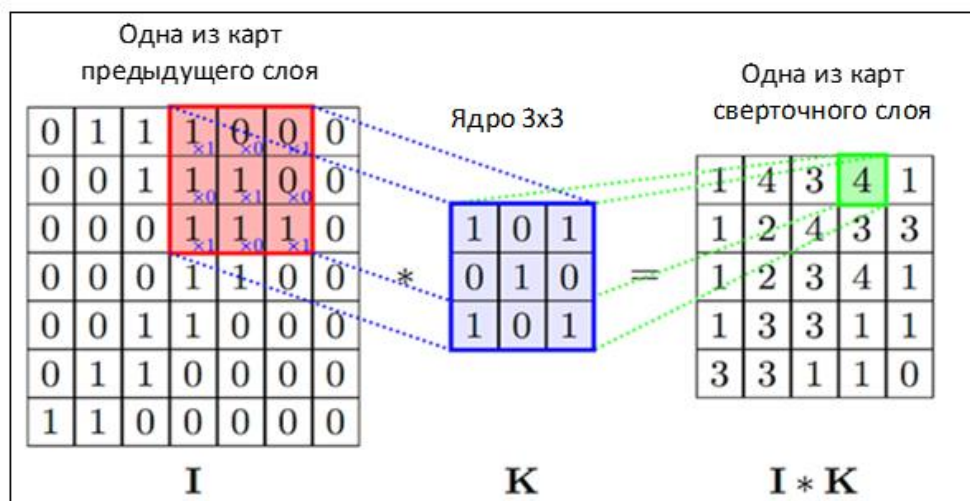 Одна из карт
предыдущего слоя
Ядро 3x3
Одна из карт
сверточного слоя
0 1 1 1×1 0×0 0×1 0
0 0 1 1×0 1×1 0×0 0
0 0 0 1×1 1×0 1×1 0
0 0 0 1 1 0 0
0 0 1 1 0 0 0
0 1 1 0 0 0 0
1 1 0 0 0 0 0
I
*
1 0 1
0 1 0
1 0 1
K
=
1 4 3 4 1
1 2 4 3 3
1 2 3 4 1
1 3 3 1 1
3 3 1 1 0
I * K